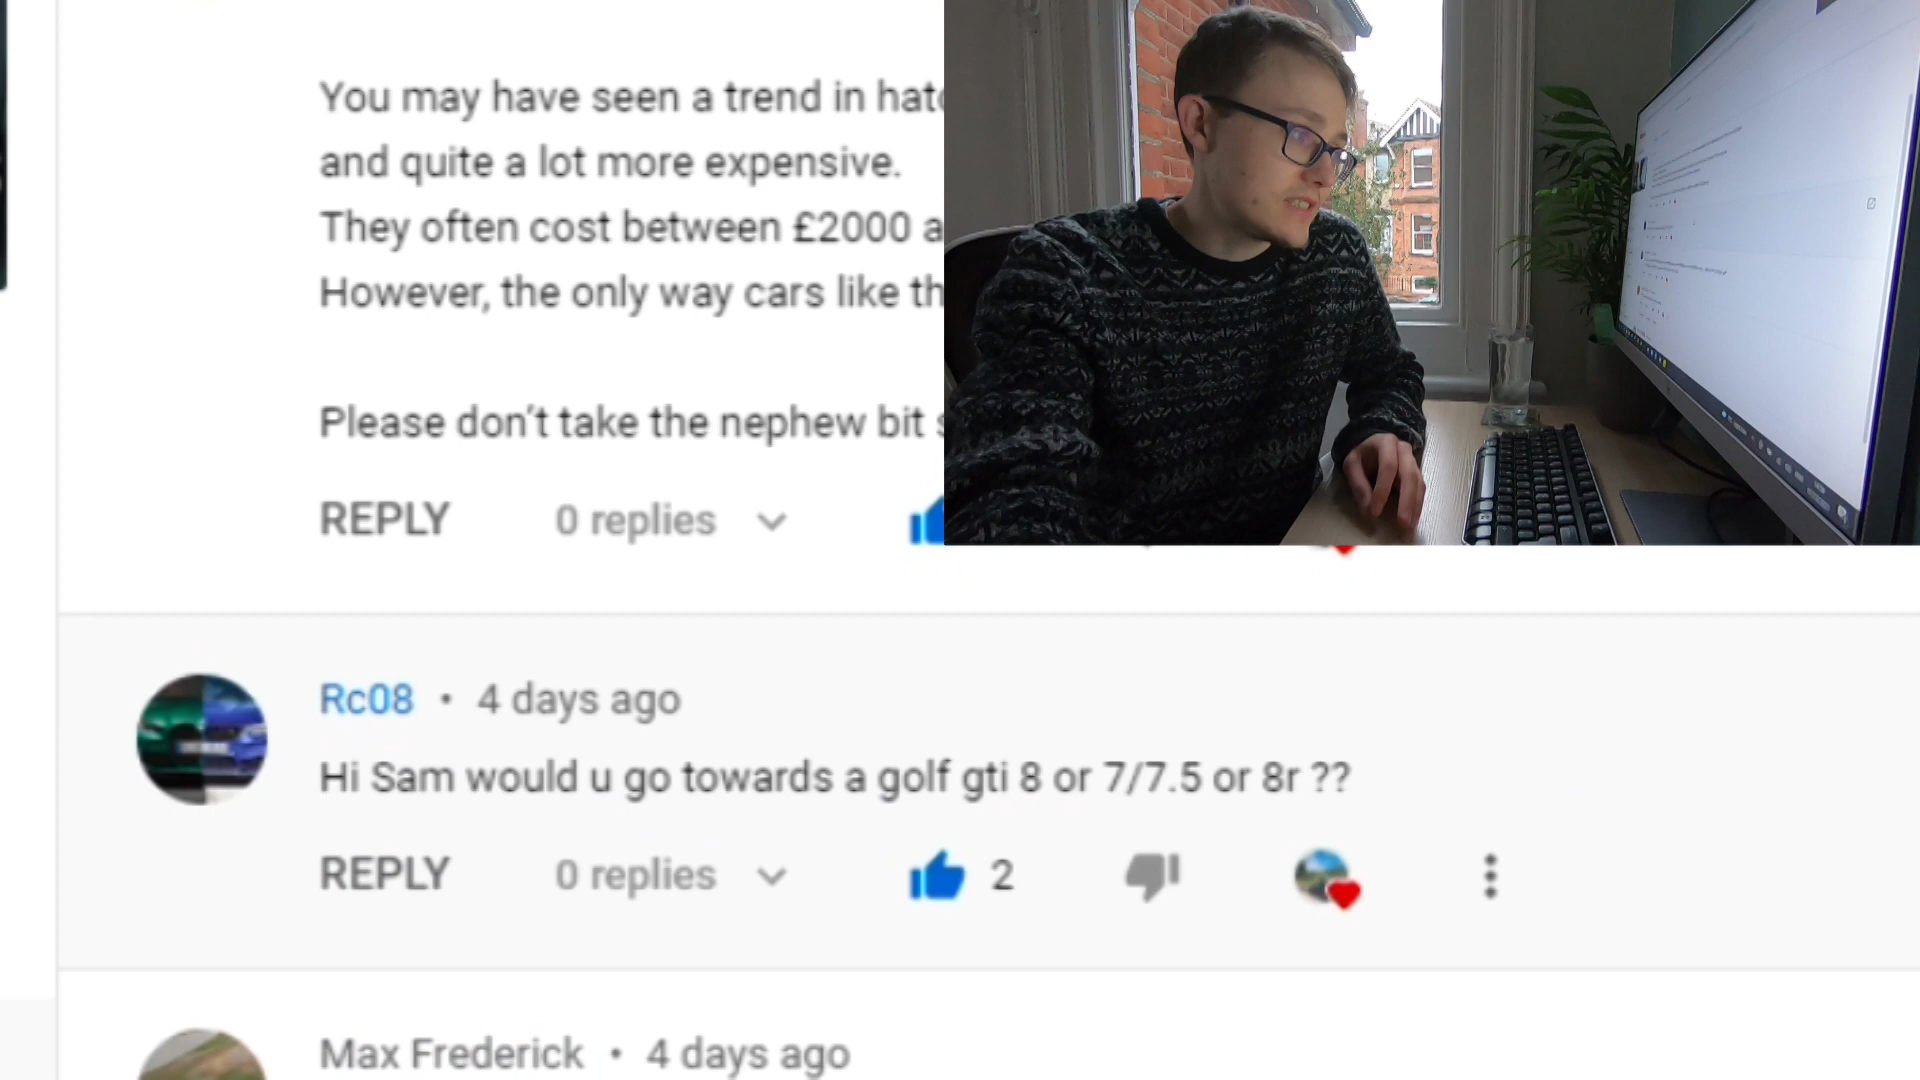 You may have seen a trend in
and quite a lot more expensive.
They often cost between £2000
However, the only way cars like
Please don't take the nephew bit
REPLY 0 replies
Rc08 • 4 days ago
Hi Sam would u go towards a golf gti 8 or 7/7.5 or 8r ??
REPLY 0 replies 2
Max Frederick • 4 days ago